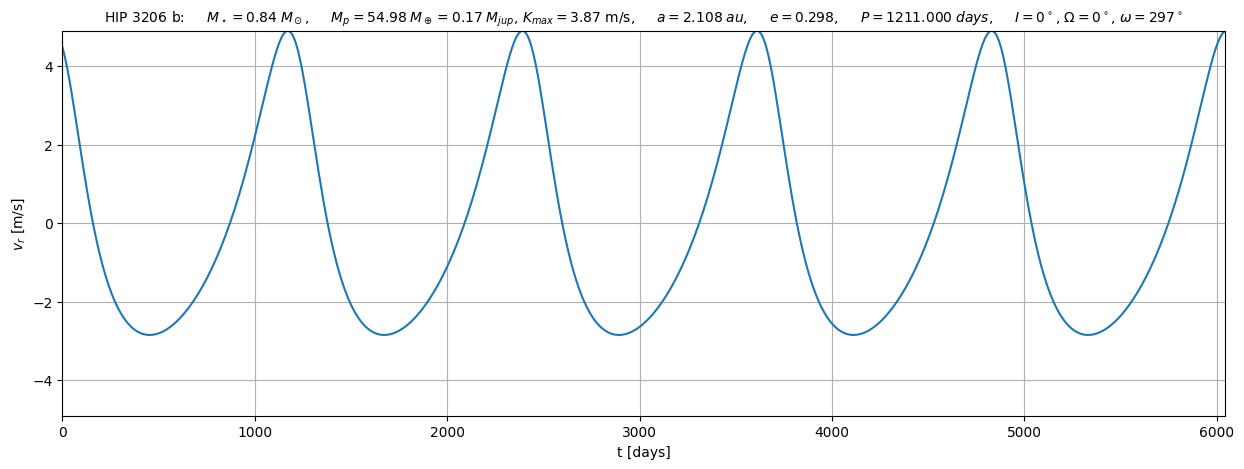 HIP 3206 b: M⋆ = 0.84 M⊙, Mp = 54.98 M⊕ = 0.17 Mjup, Kmax = 3.87 m/s, a = 2.108 au, e = 0.298, P = 1211.000 days, I = 0°, Ω = 0°, ω = 297°
4
2
0
−2
−4
vr [m/s]
0 1000 2000 3000 4000 5000 6000
t [days]